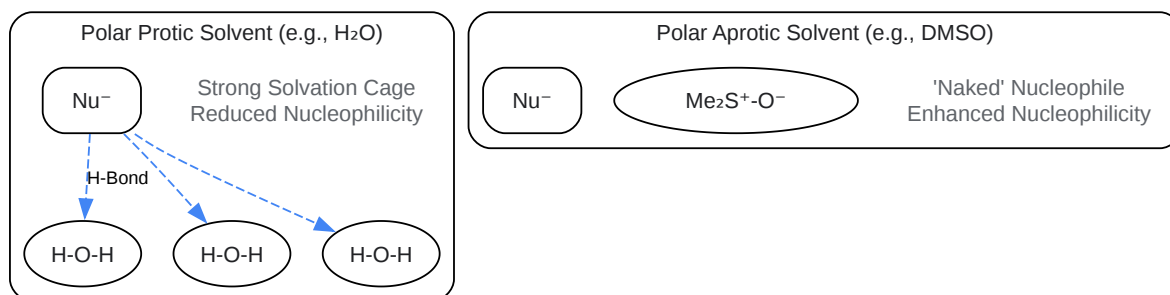 Polar Protic Solvent (e.g., H₂O)
Nu⁻
Strong Solvation Cage
Reduced Nucleophilicity
H-Bond
H-O-H
H-O-H
H-O-H
Polar Aprotic Solvent (e.g., DMSO)
Nu⁻
Me₂S⁺-O⁻
'Naked' Nucleophile
Enhanced Nucleophilicity